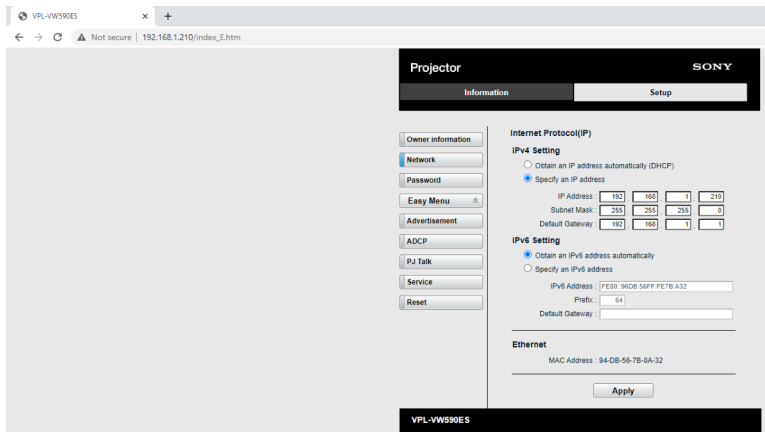 VPL-VW590ES
Not secure | 192.168.1.210/index_E.htm
Projector SONY
Information Setup
Owner information
Network
Password
Easy Menu
Advertisement
ADCP
PJ Talk
Service
Reset
Internet Protocol(IP)
IPv4 Setting
Obtain an IP address automatically (DHCP)
Specify an IP address
IP Address : 192 . 168 . 1 . 210
Subnet Mask : 255 . 255 . 255 . 0
Default Gateway : 192 . 168 . 1 . 1
IPv6 Setting
Obtain an IPv6 address automatically
Specify an IPv6 address
IPv6 Address : FE80::96DB:56FF:FE7B:A32
Prefix : 64
Default Gateway :
Ethernet
MAC Address : 94-DB-56-7B-0A-32
Apply
VPL-VW590ES